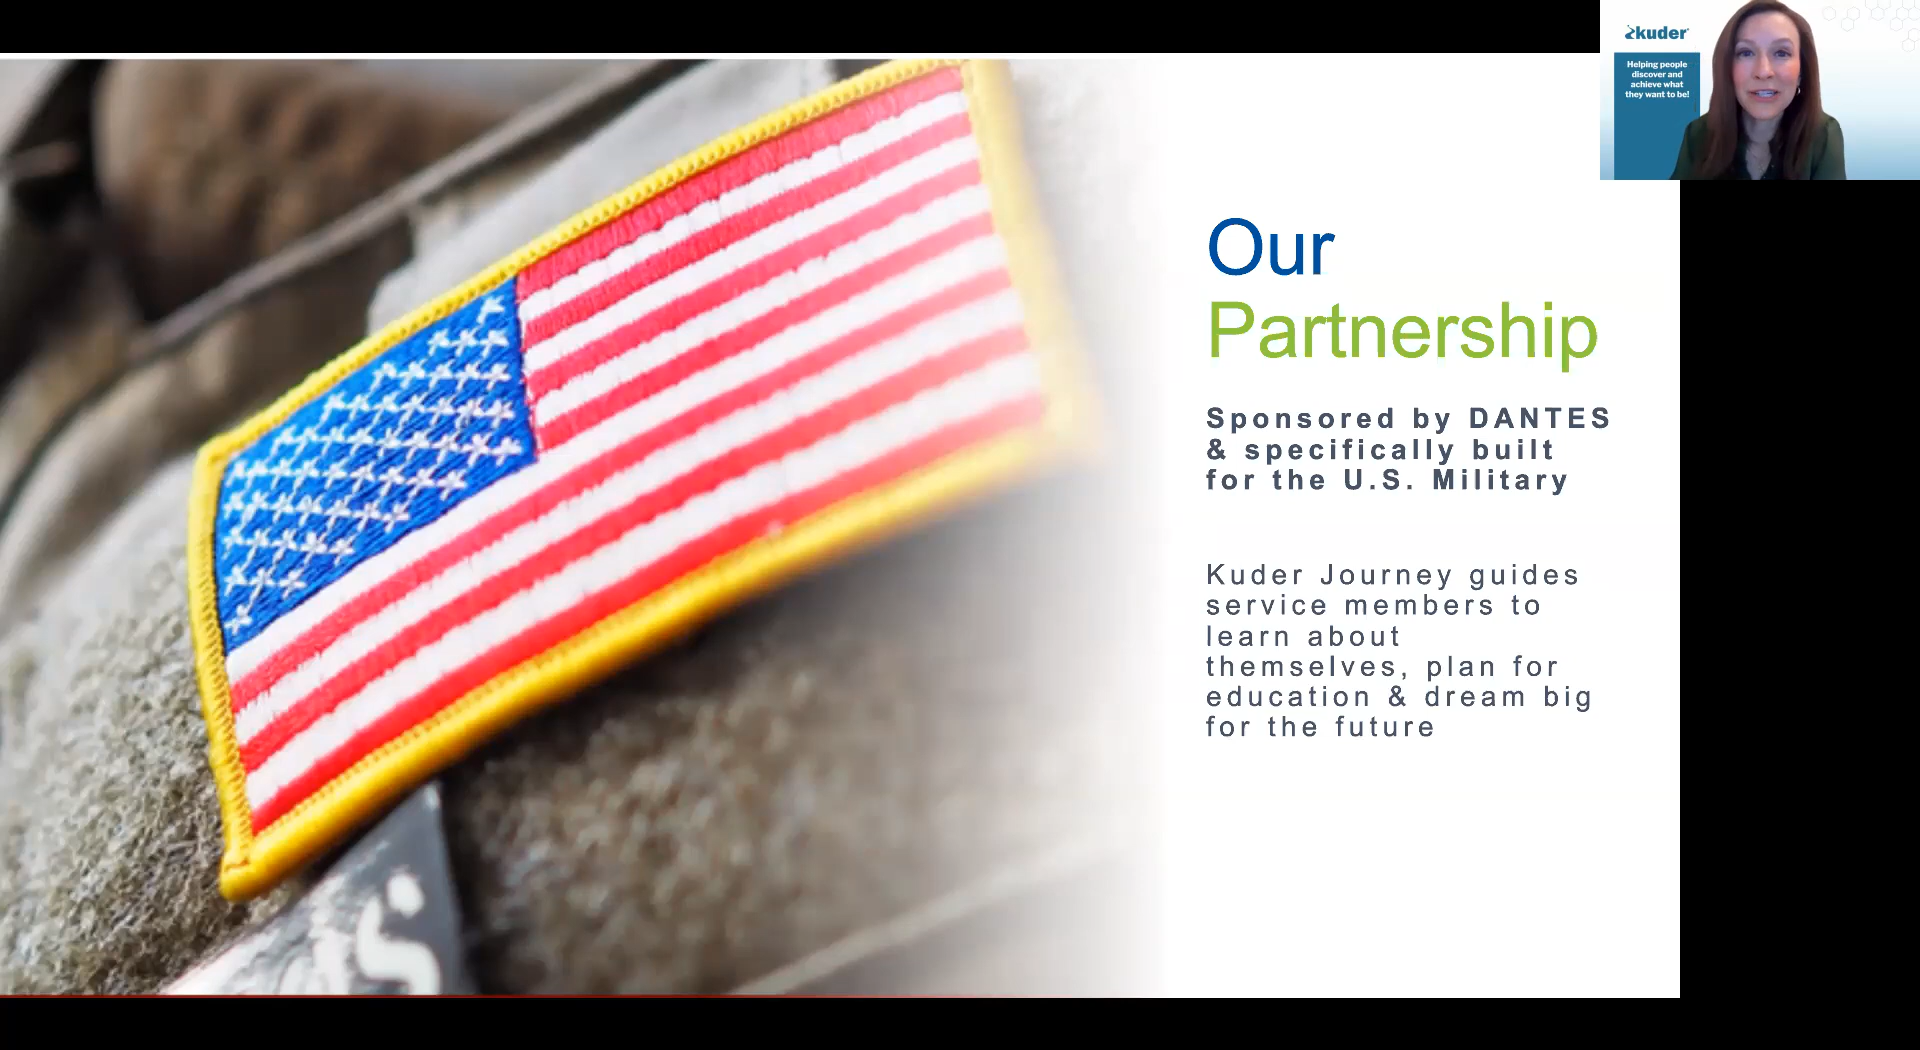 kuder
Helping people
discover and
achieve what
they want to be!
Our
Partnership
Sponsored by DANTES
& specifically built
for the U.S. Military
Kuder Journey guides
service members to
learn about
themselves, plan for
education & dream big
for the future